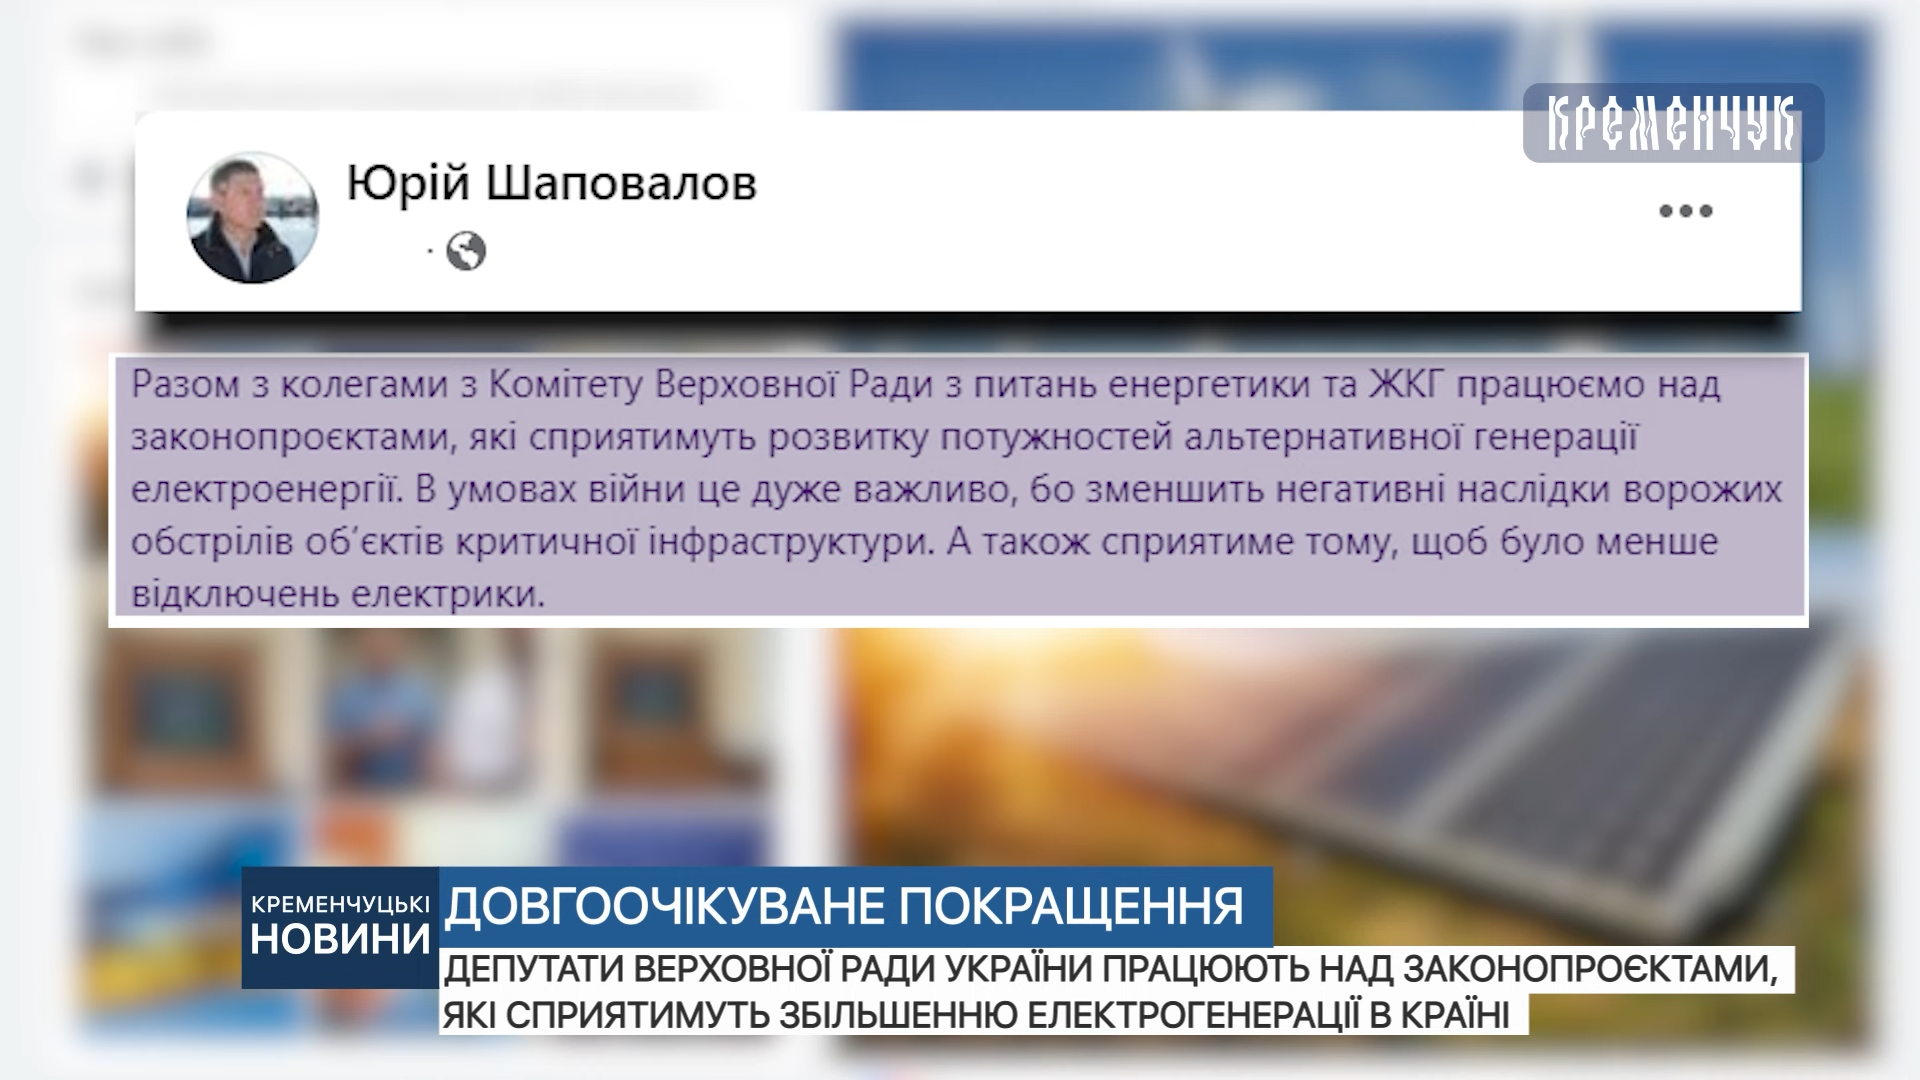 КРЕМЕНЧУК
Юрій Шаповалов
Разом з колегами з Комітету Верховної Ради з питань енергетики та ЖКГ працюємо над
законопроєктами, які сприятимуть розвитку потужностей альтернативної генерації
електроенергії. В умовах війни це дуже важливо, бо зменшить негативні наслідки ворожих
обстрілів об‘єктів критичної інфраструктури. А також сприятиме тому, щоб було менше
відключень електрики.
КРЕМЕНЧУЦЬКІ
НОВИНИ
ДОВГООЧІКУВАНЕ ПОКРАЩЕННЯ
ДЕПУТАТИ ВЕРХОВНОЇ РАДИ УКРАЇНИ ПРАЦЮЮТЬ НАД ЗАКОНОПРОЄКТАМИ,
ЯКІ СПРИЯТИМУТЬ ЗБІЛЬШЕННЮ ЕЛЕКТРОГЕНЕРАЦІЇ В КРАЇНІ